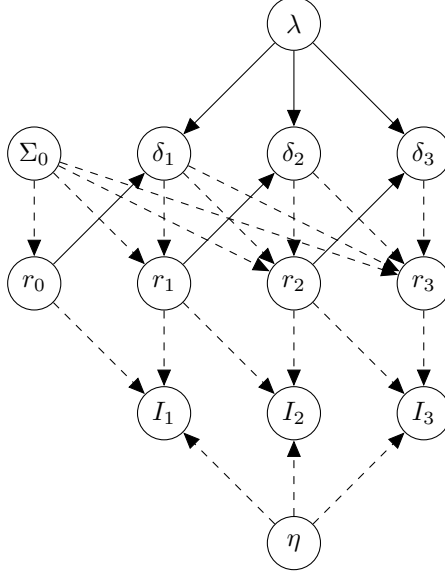 λ
Σ₀ δ₁ δ₂ δ₃
r₀ r₁ r₂ r₃
I₁ I₂ I₃
η